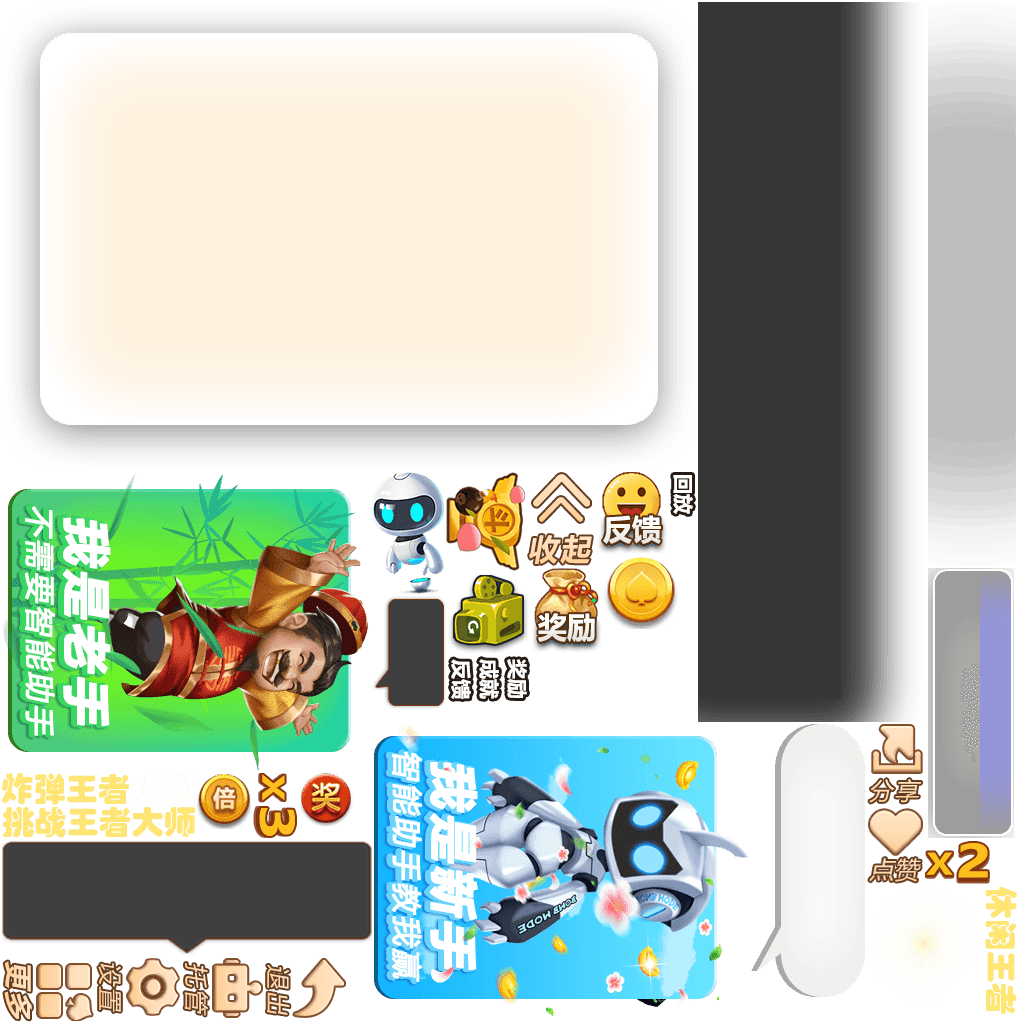 我是老手
不需要智能助手
收起
反馈
回放
奖励
奖励
成就
反馈
G
炸弹王者
挑战王者大师
倍
x3
奖
我是新手
智能助手教我赢
BOMB MODE
分享
点赞
x2
休闲王者
更多
设置
托管
退出